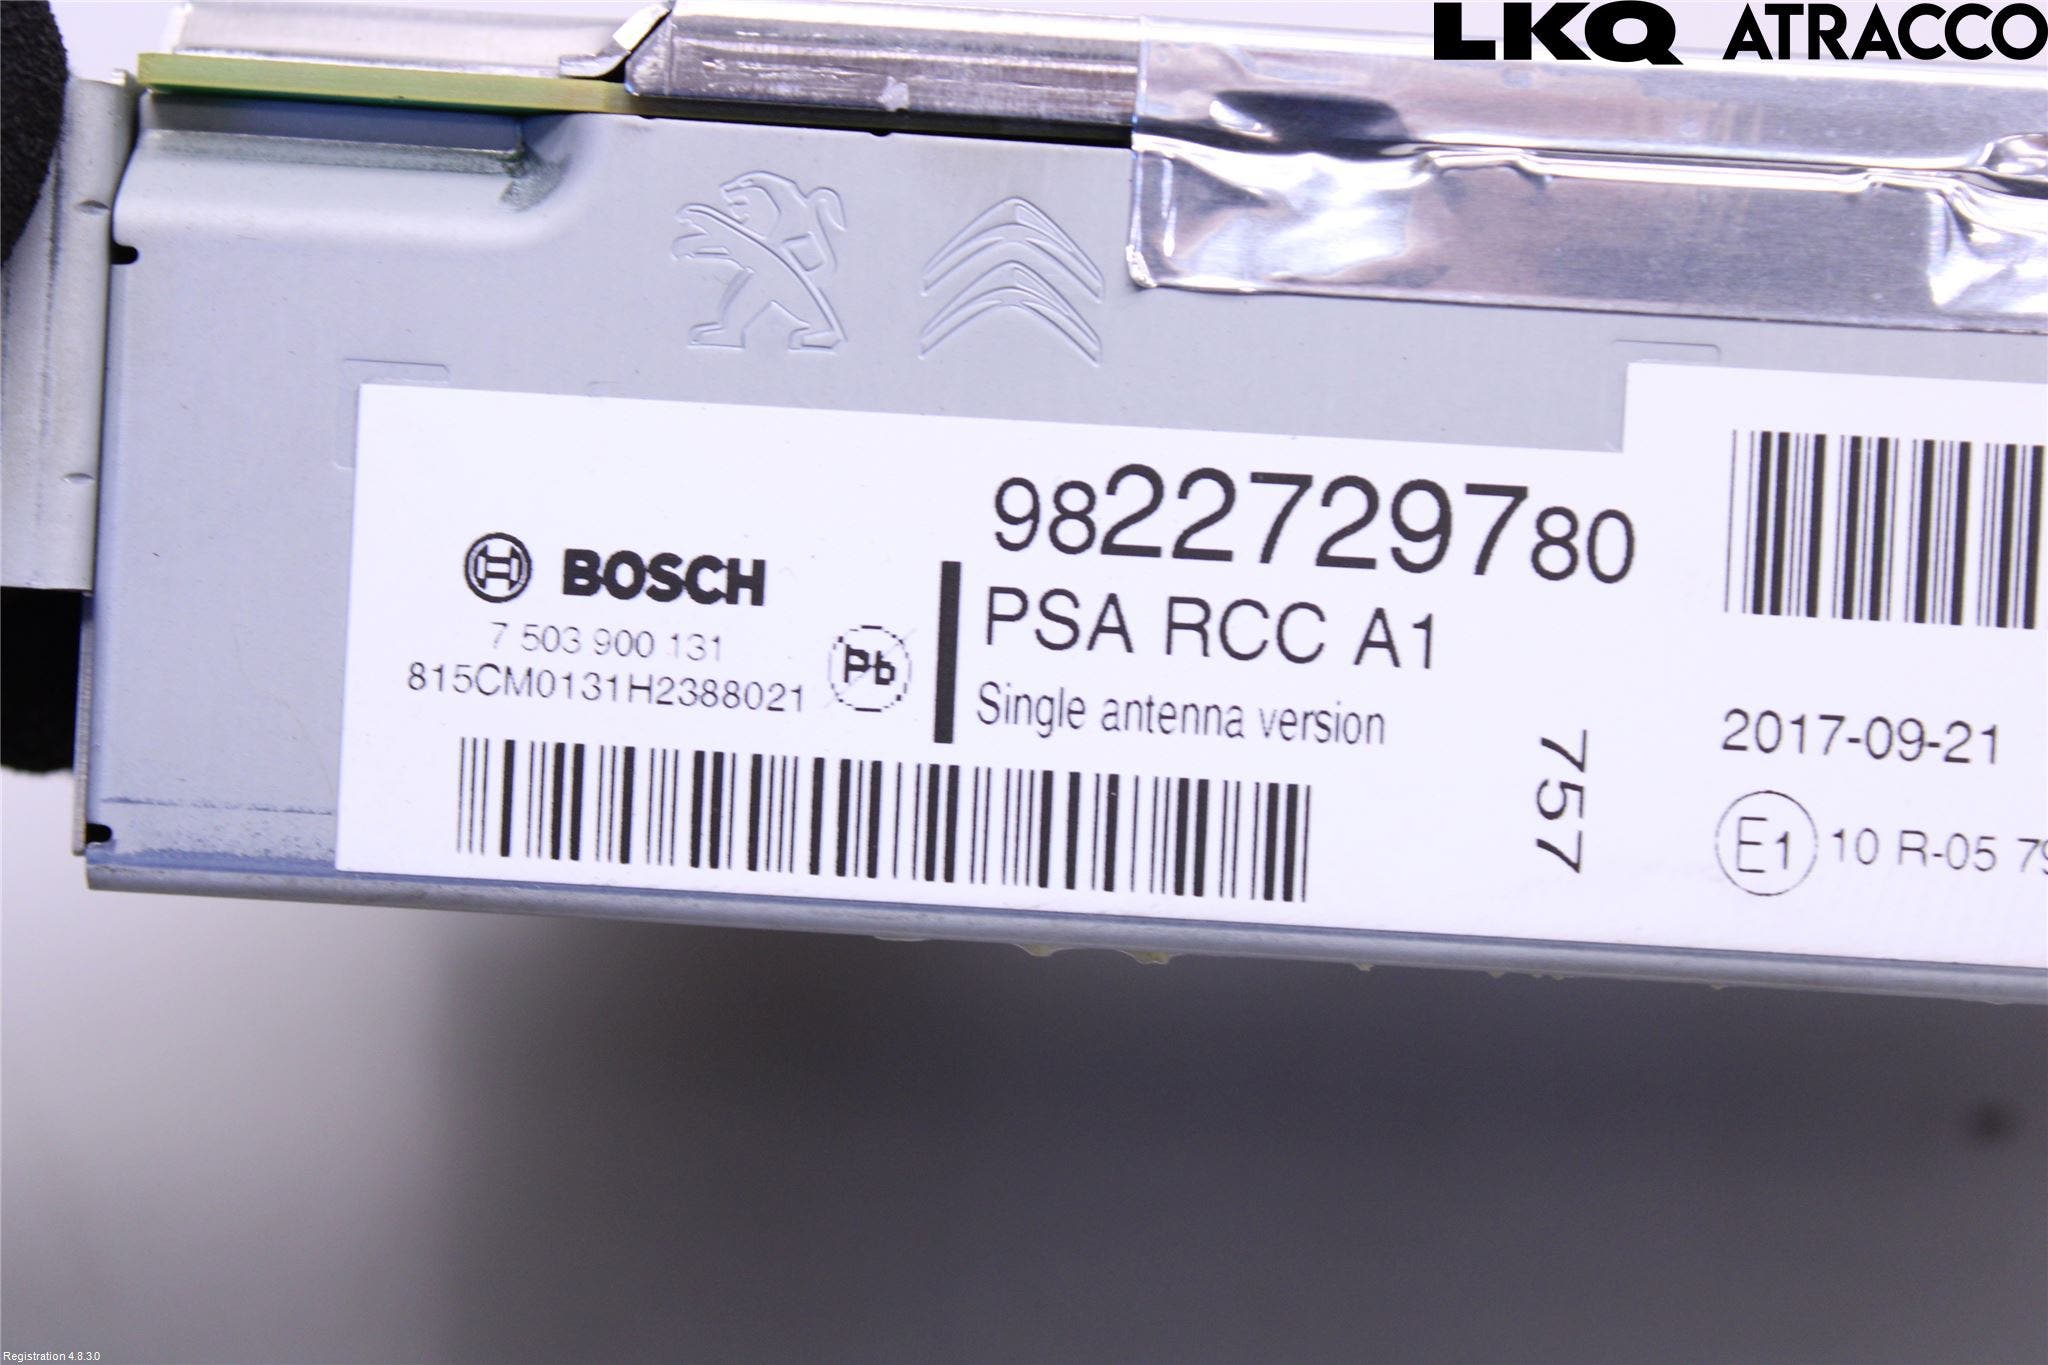 LKQ ATRACCO
9822729780
BOSCH
PSA RCC A1
7 503 900 131
815CM0131H2388021
Pb
Single antenna version
757
2017-09-21
E1 10 R-05
Registration 4.8.3.0